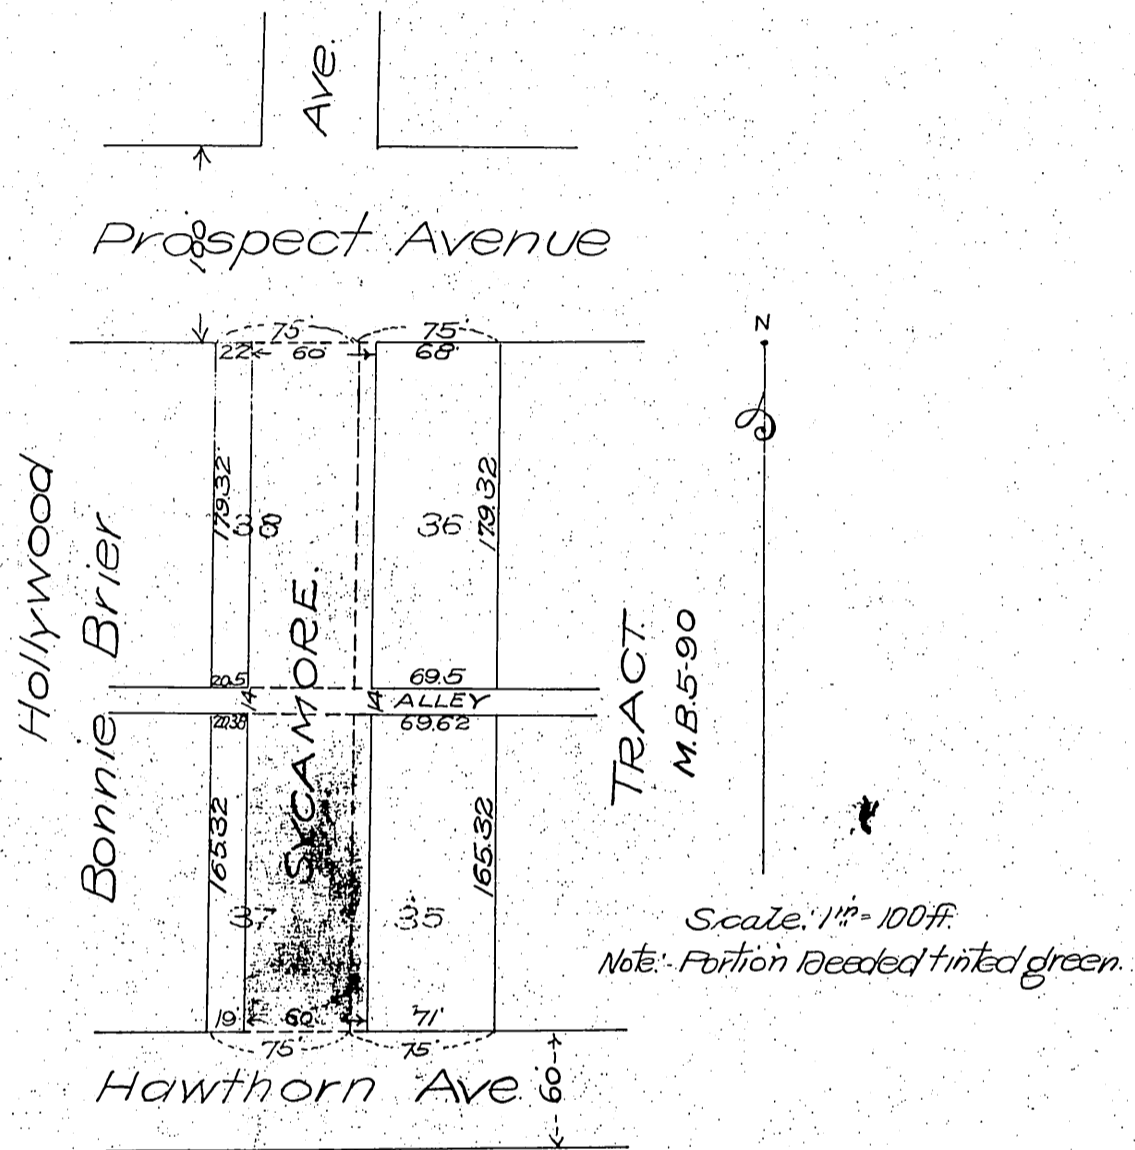 Ave.
Prospect Avenue
100
75' 75'
22 60 68'
Hollywood
Bonnie Brier
179.32'
38
36
179.32
SYCAMORE.
20.5
69.5
14
14
ALLEY
20.38
69.62
165.32
37
35
165.32
19' 60' 71'
75' 75'
Hawthorn Ave.
60
TRACT.
M.B.5-90
N
Scale: 1in = 100ft.
Note:- Portion Deeded tinted green.